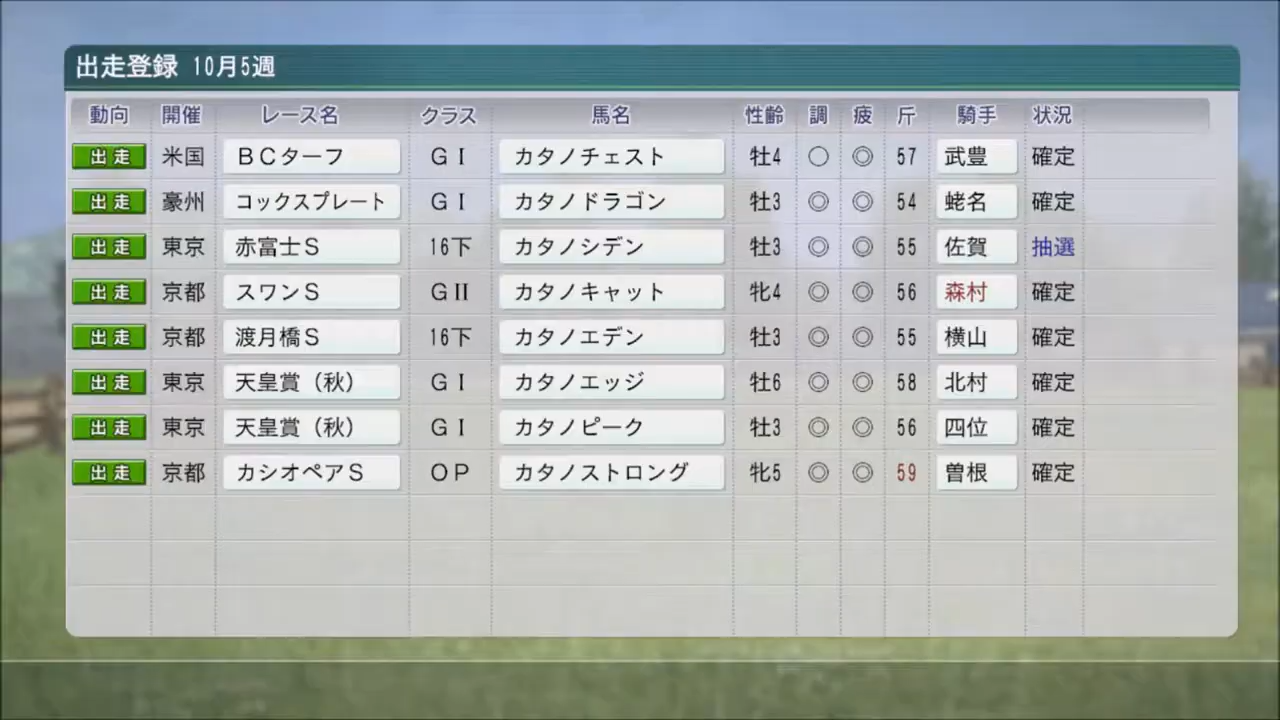 出走登録 10月5週
動向 開催 レース名 クラス 馬名 性齢 調 疲 斤 騎手 状況
出走 米国 ＢＣターフ ＧⅠ カタノチェスト 牡4 ○ ◎ 57 武豊 確定
出走 豪州 コックスプレート ＧⅠ カタノドラゴン 牡3 ◎ ◎ 54 蛯名 確定
出走 東京 赤富士Ｓ 16下 カタノシデン 牡3 ◎ ◎ 55 佐賀 抽選
出走 京都 スワンＳ ＧⅡ カタノキャット 牝4 ◎ ◎ 56 森村 確定
出走 京都 渡月橋Ｓ 16下 カタノエデン 牡3 ◎ ◎ 55 横山 確定
出走 東京 天皇賞（秋） ＧⅠ カタノエッジ 牡6 ◎ ◎ 58 北村 確定
出走 東京 天皇賞（秋） ＧⅠ カタノピーク 牡3 ◎ ◎ 56 四位 確定
出走 京都 カシオペアＳ ＯＰ カタノストロング 牝5 ◎ ◎ 59 曽根 確定